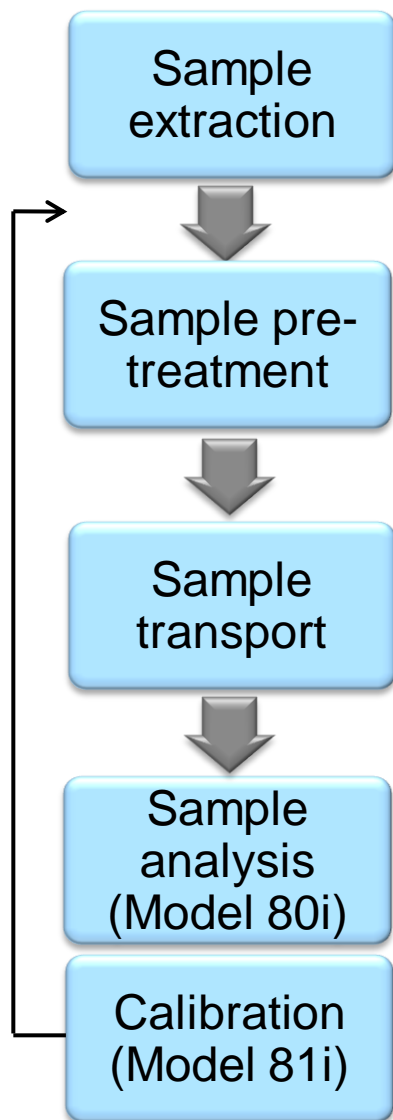 Sample
extraction
Sample pre-
treatment
Sample
transport
Sample
analysis
(Model 80i)
Calibration
(Model 81i)